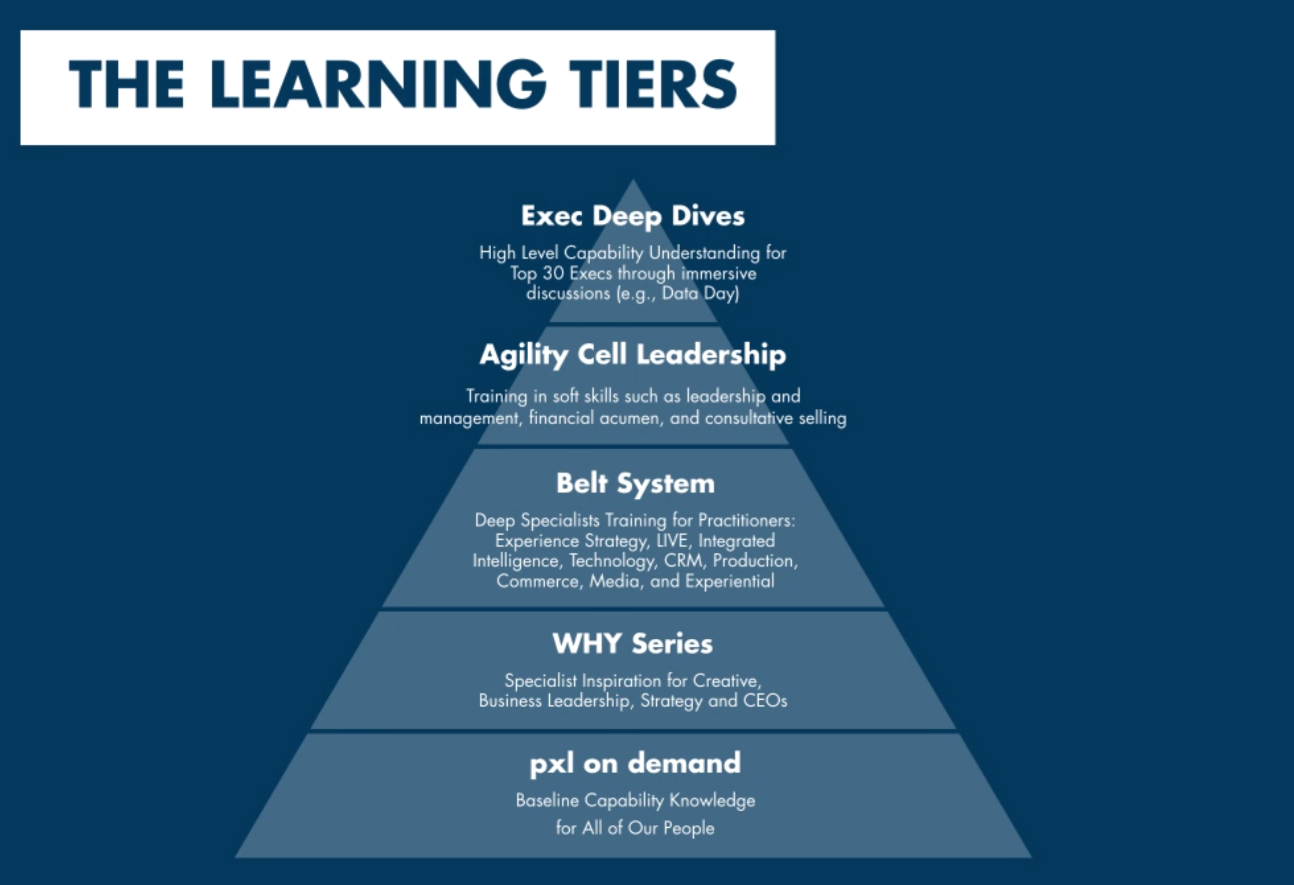 THE LEARNING TIERS
Exec Deep Dives
High Level Capability Understanding for
Top 30 Execs through immersive
discussions (e.g., Data Day)
Agility Cell Leadership
Training in soft skills such as leadership and
management, financial acumen, and consultative selling
Belt System
Deep Specialists Training for Practitioners:
Experience Strategy, LIVE, Integrated
Intelligence, Technology, CRM, Production,
Commerce, Media, and Experiential
WHY Series
Specialist Inspiration for Creative,
Business Leadership, Strategy and CEOs
pxl on demand
Baseline Capability Knowledge
for All of Our People